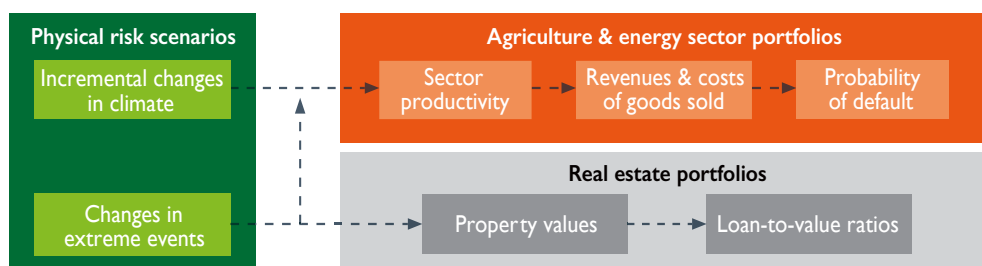 Physical risk scenarios
Incremental changes
in climate
Changes in
extreme events
Agriculture & energy sector portfolios
Sector
productivity
Revenues & costs
of goods sold
Probability
of default
Real estate portfolios
Property values
Loan-to-value ratios